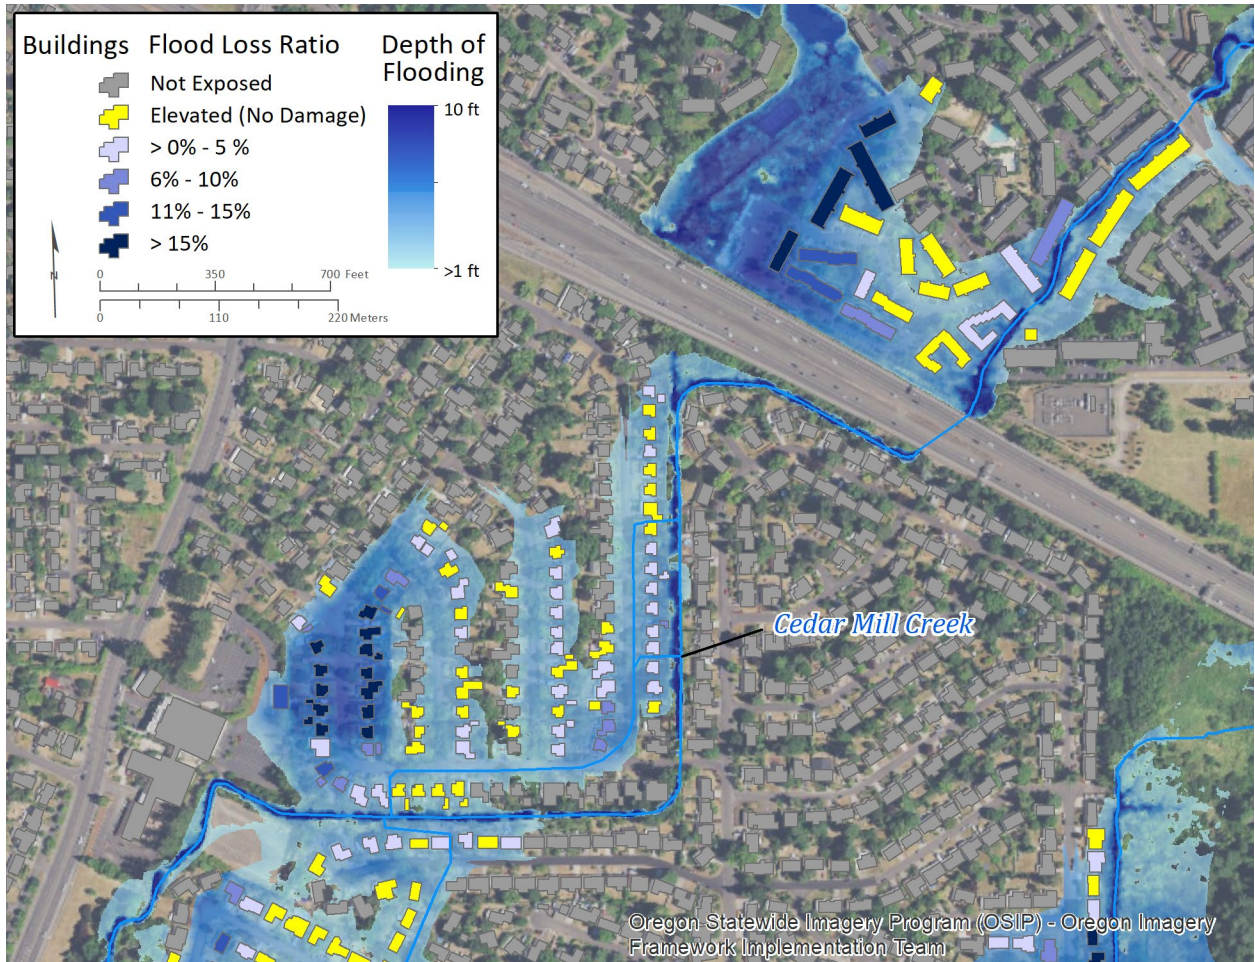 Buildings Flood Loss Ratio
Depth of
Flooding
Not Exposed
Elevated (No Damage)
> 0% - 5 %
6% - 10%
11% - 15%
> 15%
10 ft
>1 ft
N
0 350 700 Feet
0 110 220 Meters
Cedar Mill Creek
Oregon Statewide Imagery Program (OSIP) - Oregon Imagery
Framework Implementation Team